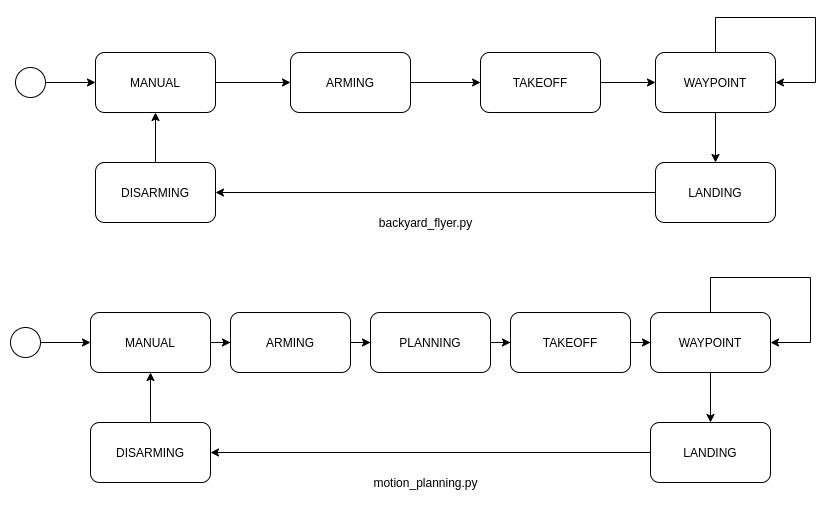 MANUAL
ARMING
TAKEOFF
WAYPOINT
DISARMING
LANDING
backyard_flyer.py
MANUAL
ARMING
PLANNING
TAKEOFF
WAYPOINT
DISARMING
LANDING
motion_planning.py